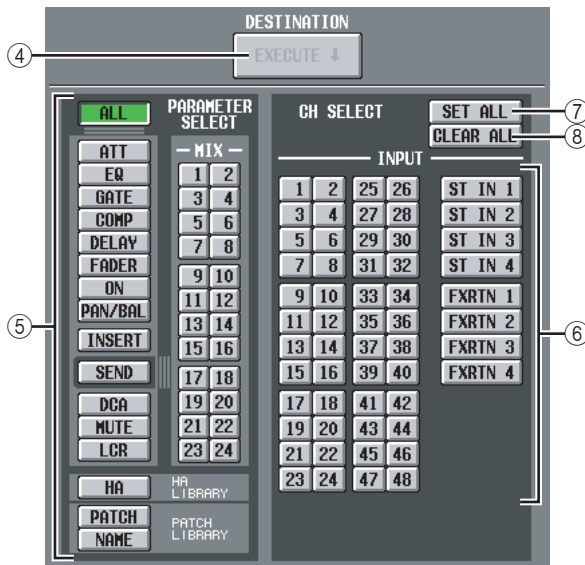 DESTINATION
④ EXECUTE ↓
ALL
PARAMETER
SELECT
CH SELECT
SET ALL ⑦
CLEAR ALL ⑧
MIX
INPUT
ATT
EQ
GATE
COMP
DELAY
FADER
ON
PAN/BAL
INSERT
SEND
DCA
MUTE
LCR
⑤
HA
HA
LIBRARY
PATCH
NAME
PATCH
LIBRARY
1 2
3 4
5 6
7 8
9 10
11 12
13 14
15 16
17 18
19 20
21 22
23 24
1 2 25 26 ST IN 1
3 4 27 28 ST IN 2
5 6 29 30 ST IN 3
7 8 31 32 ST IN 4
9 10 33 34 FXRTN 1
11 12 35 36 FXRTN 2
13 14 37 38 FXRTN 3
15 16 39 40 FXRTN 4
17 18 41 42
19 20 43 44
21 22 45 46
23 24 47 48
⑥